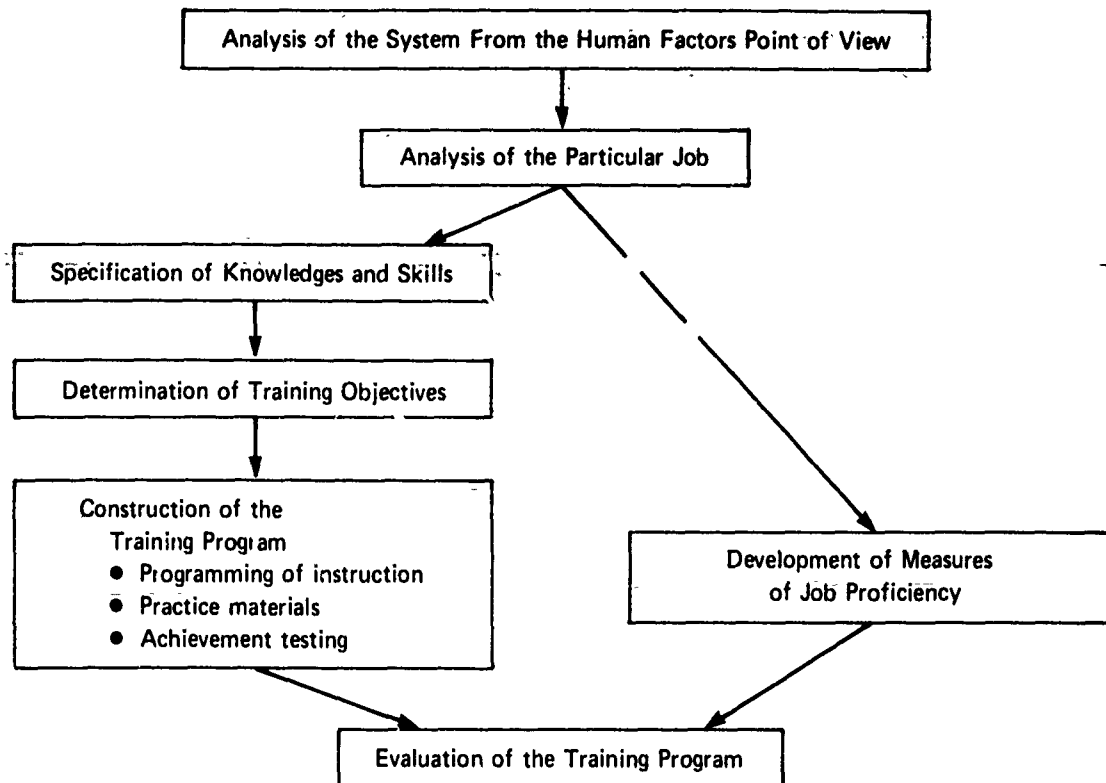 Analysis of the System From the Human Factors Point of View
Analysis of the Particular Job
Specification of Knowledges and Skills
Determination of Training Objectives
Construction of the
Training Program
● Programming of instruction
● Practice materials
● Achievement testing
Development of Measures
of Job Proficiency
Evaluation of the Training Program